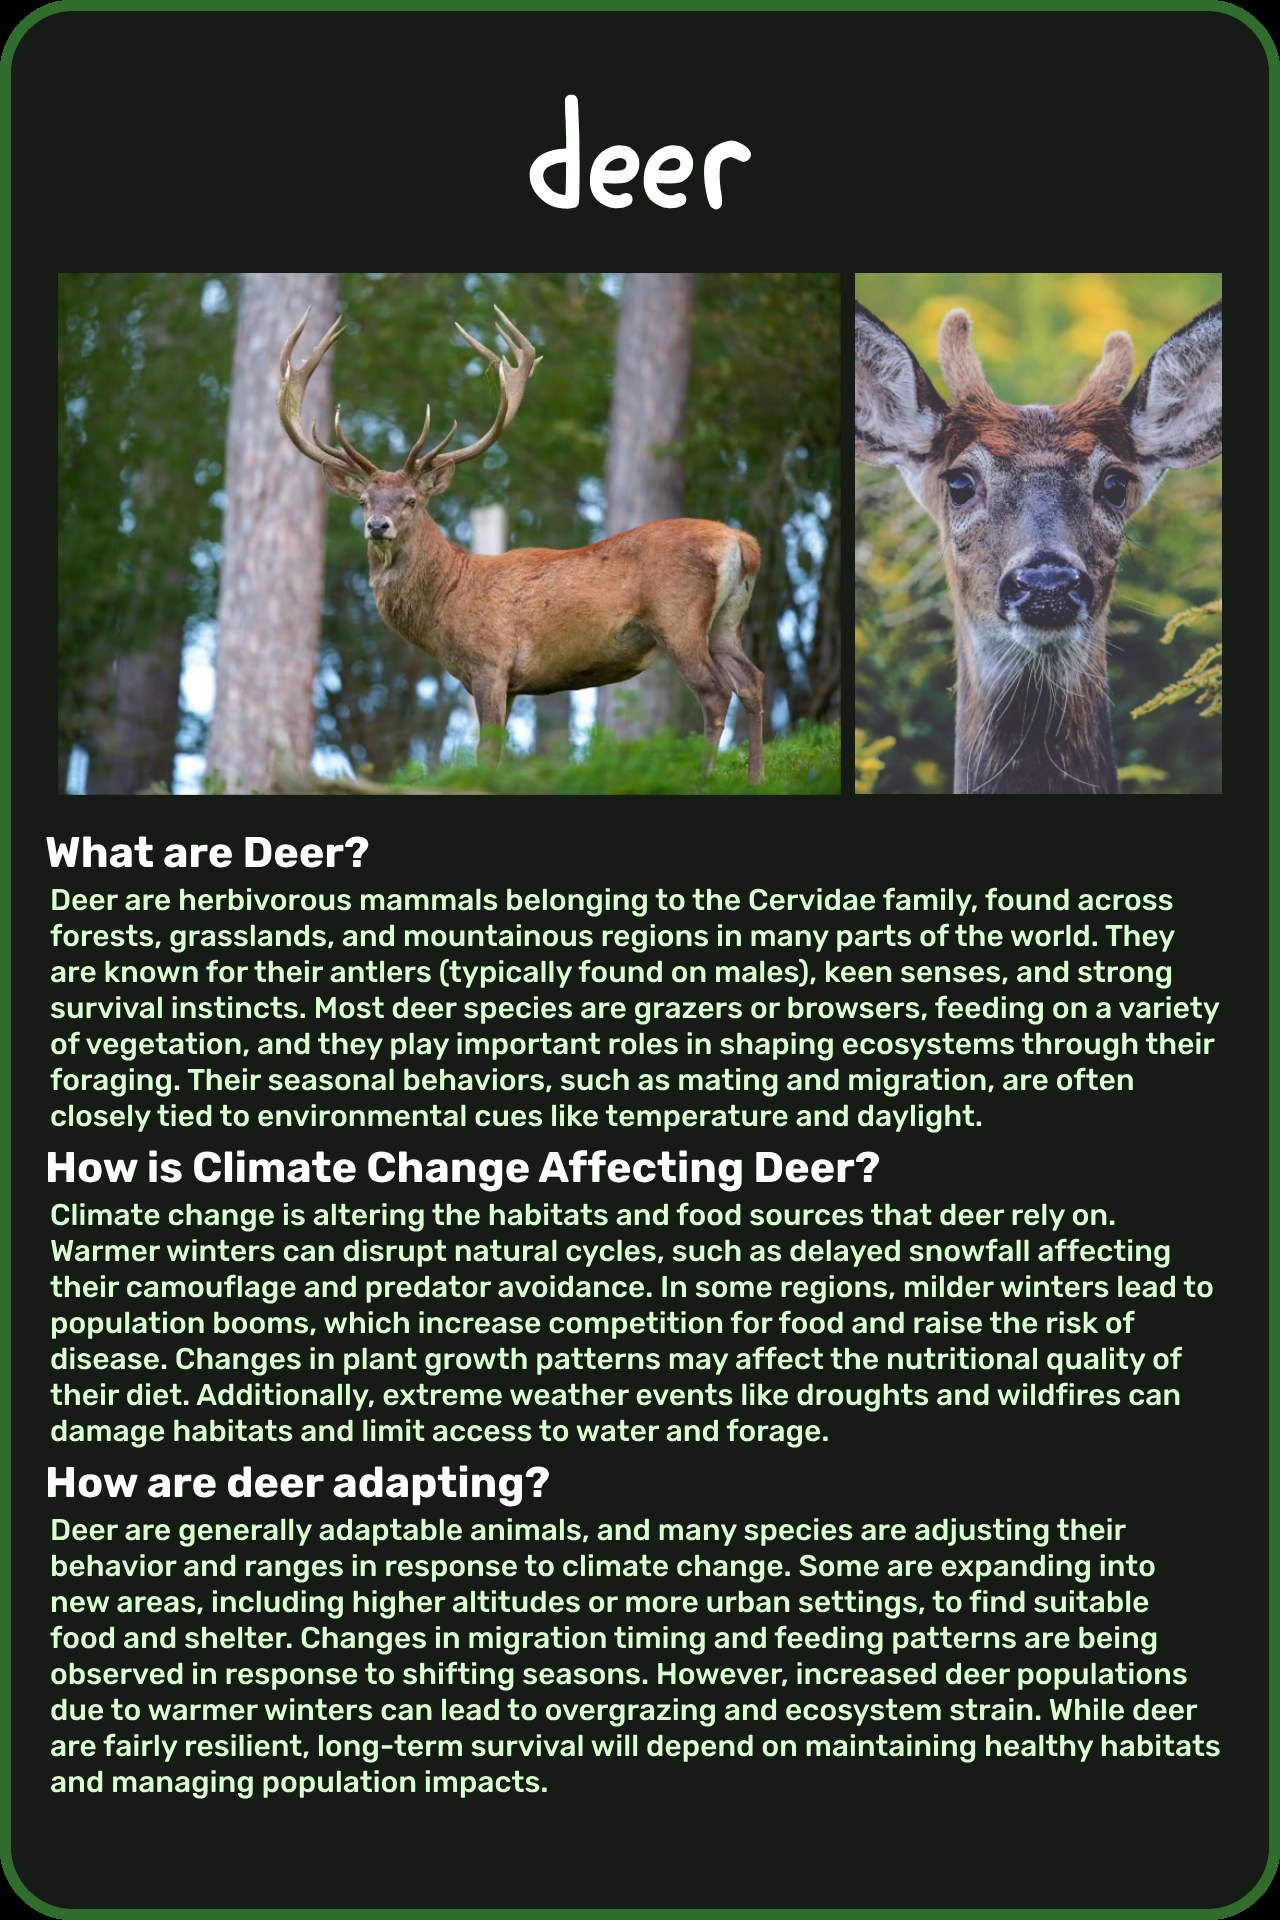 deer
What are Deer?
Deer are herbivorous mammals belonging to the Cervidae family, found across
forests, grasslands, and mountainous regions in many parts of the world. They
are known for their antlers (typically found on males), keen senses, and strong
survival instincts. Most deer species are grazers or browsers, feeding on a variety
of vegetation, and they play important roles in shaping ecosystems through their
foraging. Their seasonal behaviors, such as mating and migration, are often
closely tied to environmental cues like temperature and daylight.
How is Climate Change Affecting Deer?
Climate change is altering the habitats and food sources that deer rely on.
Warmer winters can disrupt natural cycles, such as delayed snowfall affecting
their camouflage and predator avoidance. In some regions, milder winters lead to
population booms, which increase competition for food and raise the risk of
disease. Changes in plant growth patterns may affect the nutritional quality of
their diet. Additionally, extreme weather events like droughts and wildfires can
damage habitats and limit access to water and forage.
How are deer adapting?
Deer are generally adaptable animals, and many species are adjusting their
behavior and ranges in response to climate change. Some are expanding into
new areas, including higher altitudes or more urban settings, to find suitable
food and shelter. Changes in migration timing and feeding patterns are being
observed in response to shifting seasons. However, increased deer populations
due to warmer winters can lead to overgrazing and ecosystem strain. While deer
are fairly resilient, long-term survival will depend on maintaining healthy habitats
and managing population impacts.